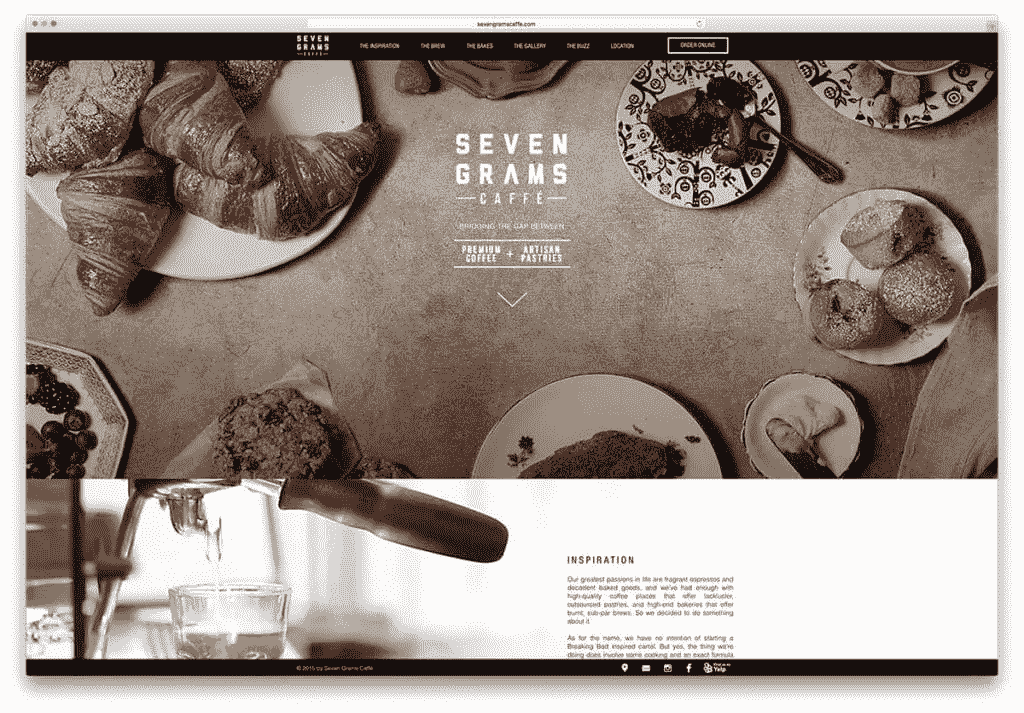 sevengramscaffe.com
SEVEN
GRAMS
CAFFÉ
THE INSPIRATION THE BREW THE BAKES THE GALLERY THE BUZZ LOCATION ORDER ONLINE
SEVEN
GRAMS
CAFFÉ
BRIDGING THE GAP BETWEEN
PREMIUM
COFFEE
+
ARTISAN
PASTRIES
INSPIRATION
Our greatest passions in life are fragrant espressos and
decadent baked goods, and we've had enough with
high-quality coffee places that offer lackluster,
outsourced pastries, and high-end bakeries that offer
burnt, sub-par brews. So we decided to do something
about it.
As for the name, we have no intention of starting a
Breaking Bad inspired cartel. But yes, the thing we're
doing does involve some cooking and an exact formula
© 2015 by Seven Grams Caffé
Yelp